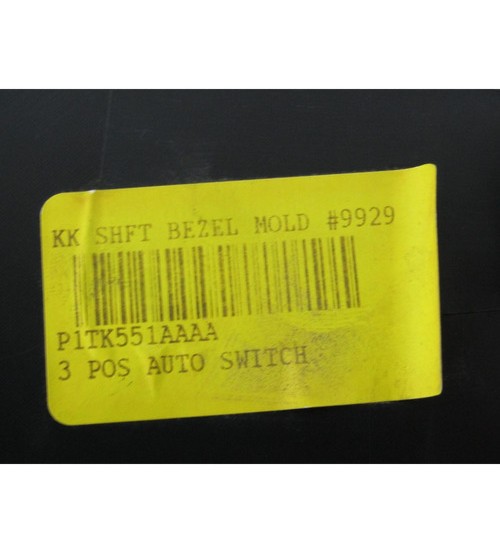 KK SHFT BEZEL MOLD #9929
P1TK551AAAA
3 POS AUTO SWITCH